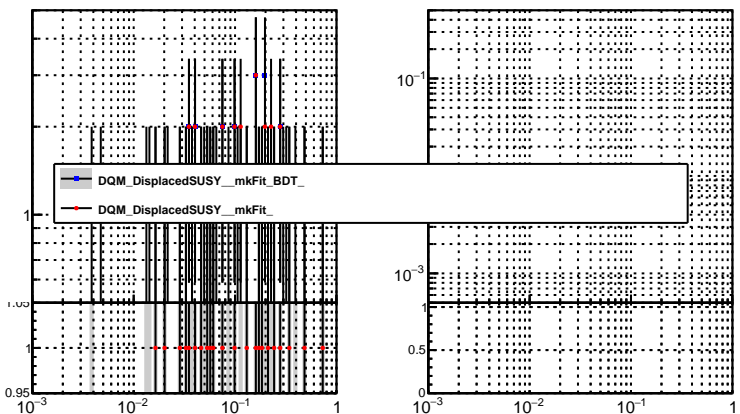 10⁻¹
1
DQM_DisplacedSUSY__mkFit_BDT_
DQM_DisplacedSUSY__mkFit_
10⁻³
1.05
1
1
0.5
0.95
0
10⁻³ 10⁻² 10⁻¹ 1
10⁻³ 10⁻² 10⁻¹ 1